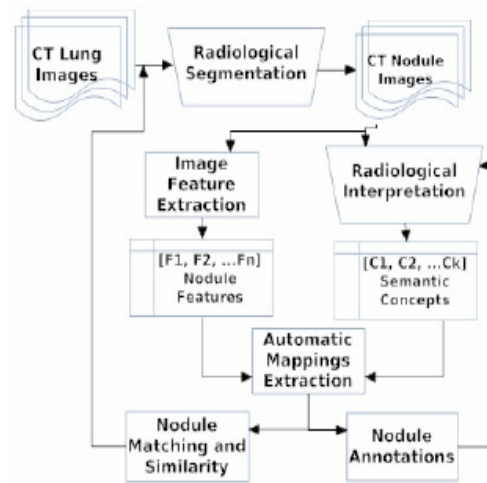 CT Lung
Images
Radiological
Segmentation
CT Nodule
Images
Image
Feature
Extraction
Radiological
Interpretation
[F1, F2, ...Fn]
Nodule
Features
[C1, C2, ...Ck]
Semantic
Concepts
Automatic
Mappings
Extraction
Nodule
Matching and
Similarity
Nodule
Annotations